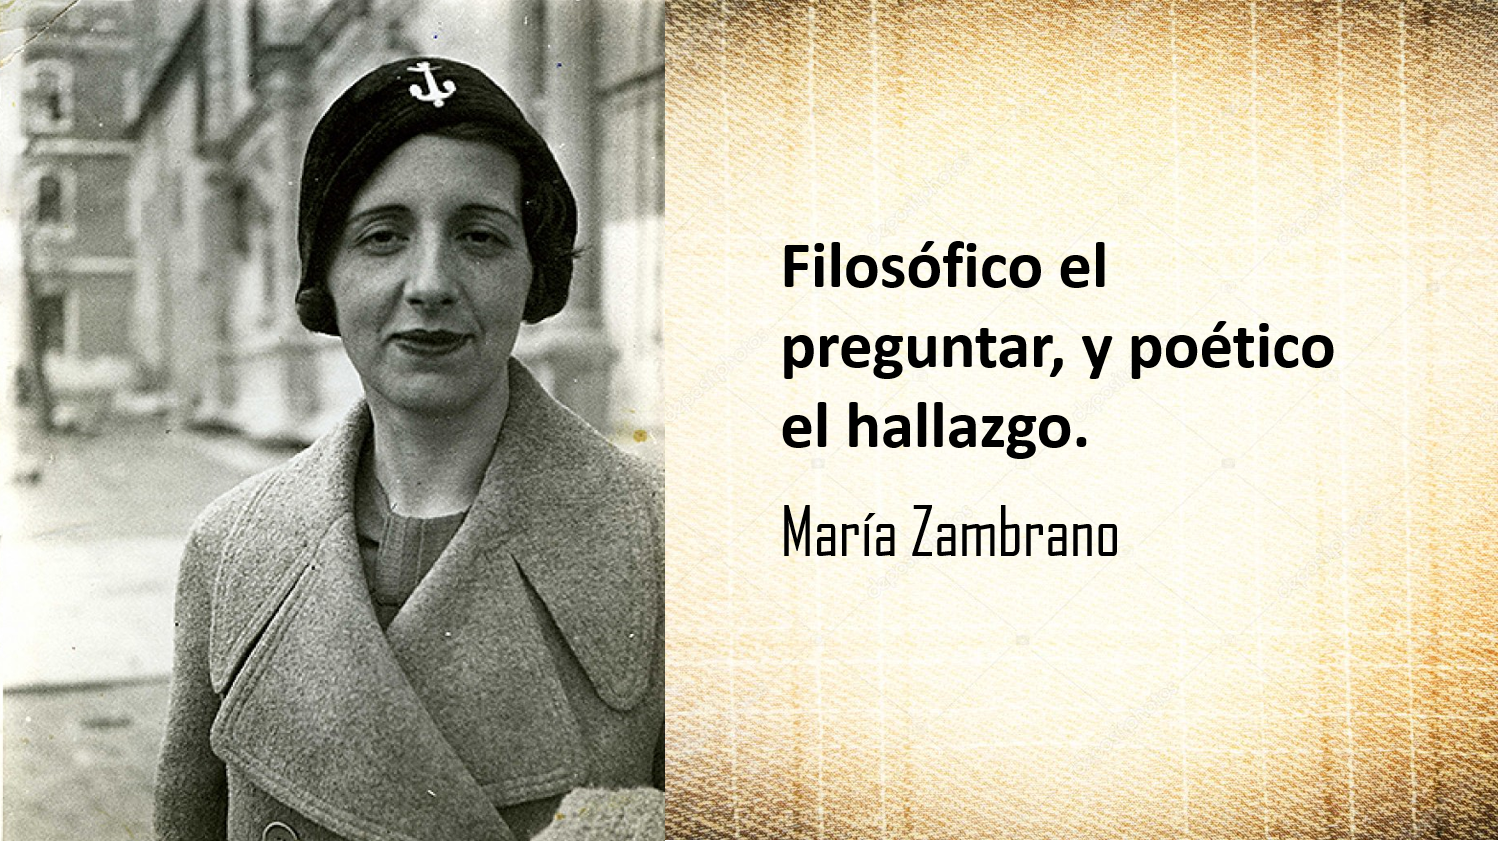 Filosófico el
preguntar, y poético
el hallazgo.
María Zambrano